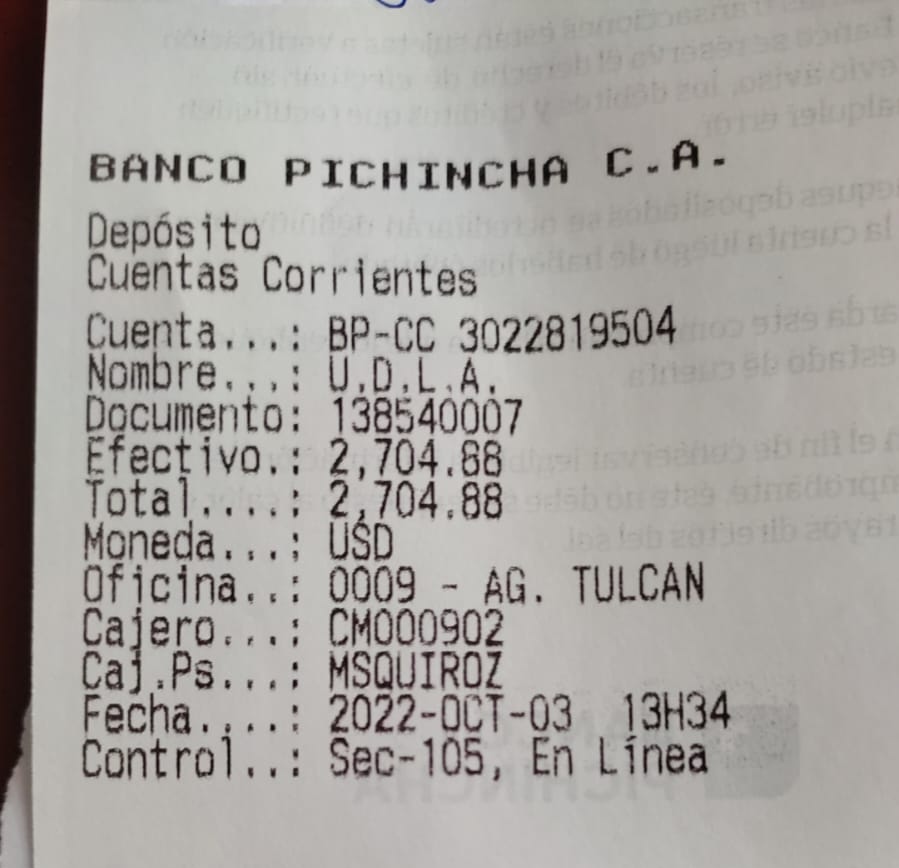 BANCO PICHINCHA C.A.
Depósito
Cuentas Corrientes
Cuenta...: BP-CC 3022819504
Nombre...: U.D.L.A.
Documento: 138540007
Efectivo.: 2,704.88
Total....: 2,704.88
Moneda...: USD
Oficina..: 0009 - AG. TULCAN
Cajero...: CM000902
Caj.Ps...: MSQUIROZ
Fecha....: 2022-OCT-03 13H34
Control..: Sec-105, En Línea